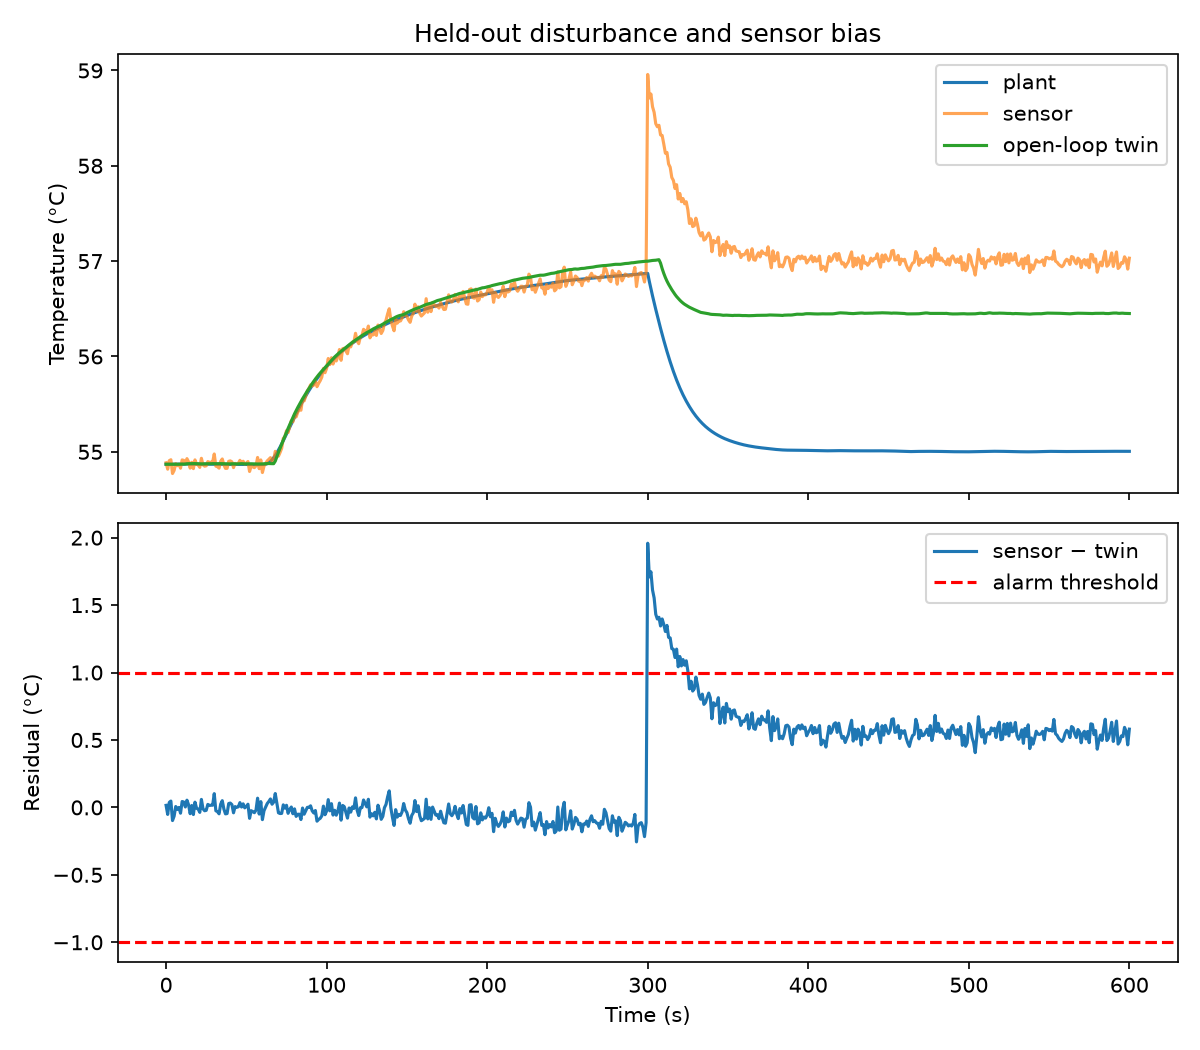 Held-out disturbance and sensor bias
Temperature (°C)
59
58
57
56
55
plant
sensor
open-loop twin
Residual (°C)
2.0
1.5
1.0
0.5
0.0
−0.5
−1.0
sensor − twin
alarm threshold
0 100 200 300 400 500 600
Time (s)